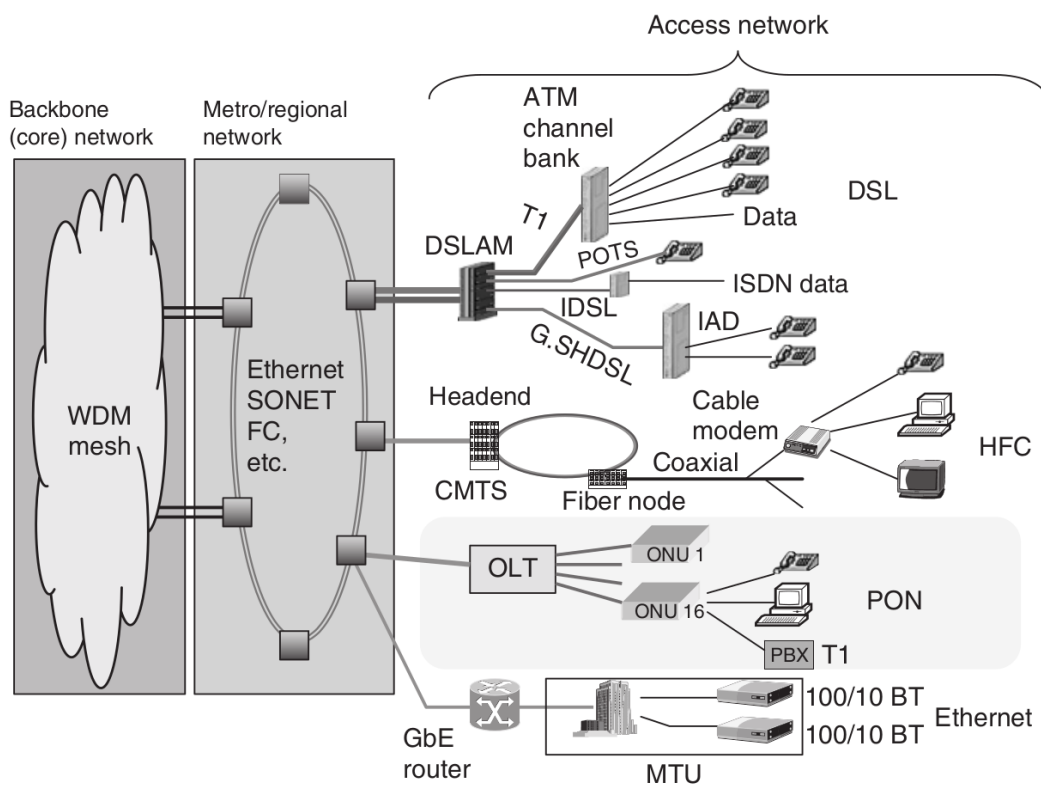 Access network
Backbone
(core) network
Metro/regional
network
ATM
channel
bank
DSL
T1
Data
DSLAM
POTS
ISDN data
IDSL
IAD
G.SHDSL
Ethernet
SONET
FC,
etc.
WDM
mesh
Headend
Cable
modem
HFC
Coaxial
CMTS
Fiber node
OLT
ONU 1
ONU 16
PON
PBX
T1
100/10 BT
Ethernet
100/10 BT
GbE
router
MTU